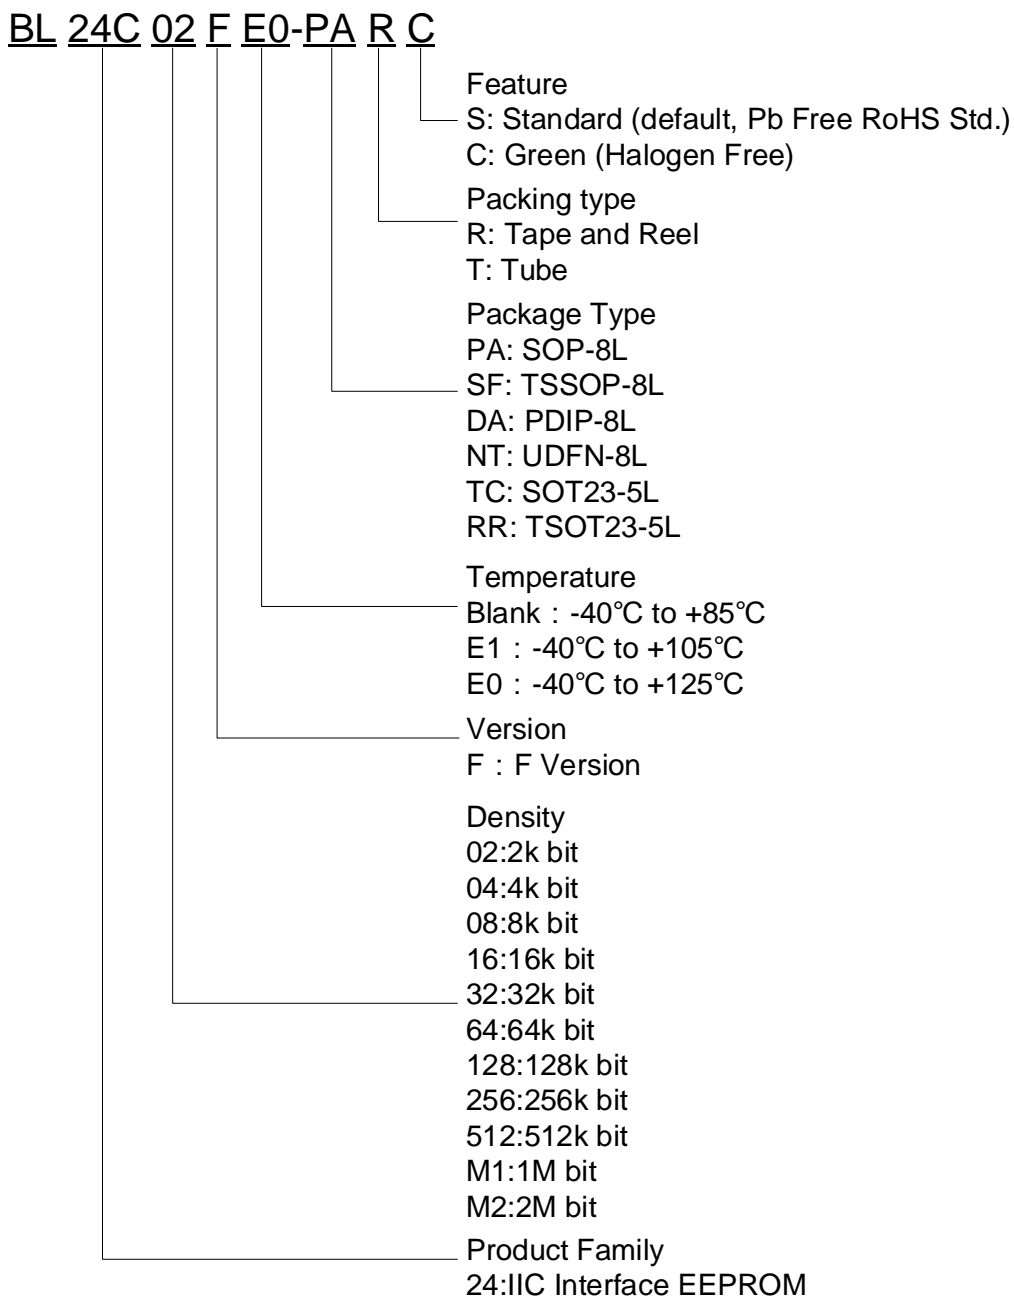 BL 24C 02 F E0-PA R C
Feature
S: Standard (default, Pb Free RoHS Std.)
C: Green (Halogen Free)
Packing type
R: Tape and Reel
T: Tube
Package Type
PA: SOP-8L
SF: TSSOP-8L
DA: PDIP-8L
NT: UDFN-8L
TC: SOT23-5L
RR: TSOT23-5L
Temperature
Blank：-40℃ to +85℃
E1：-40℃ to +105℃
E0：-40℃ to +125℃
Version
F：F Version
Density
02:2k bit
04:4k bit
08:8k bit
16:16k bit
32:32k bit
64:64k bit
128:128k bit
256:256k bit
512:512k bit
M1:1M bit
M2:2M bit
Product Family
24:IIC Interface EEPROM